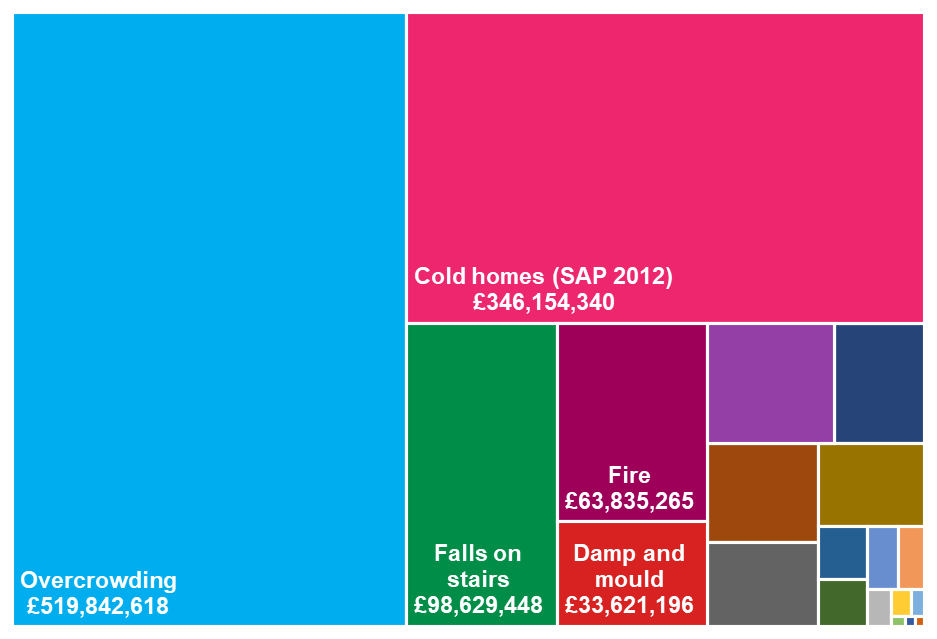 Overcrowding
£519,842,618
Cold homes (SAP 2012)
£346,154,340
Falls on
stairs
£98,629,448
Fire
£63,835,265
Damp and
mould
£33,621,196